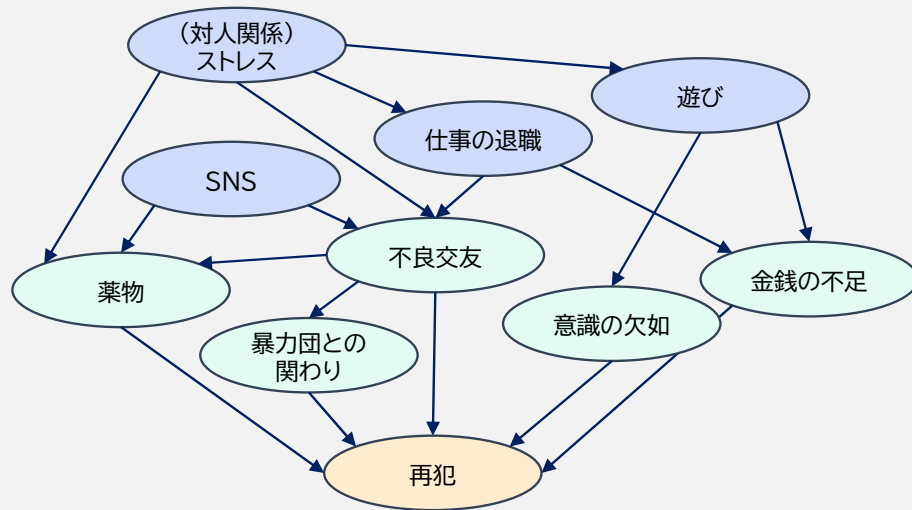 （対人関係）
ストレス
遊び
仕事の退職
SNS
不良交友
金銭の不足
薬物
意識の欠如
暴力団との
関わり
再犯